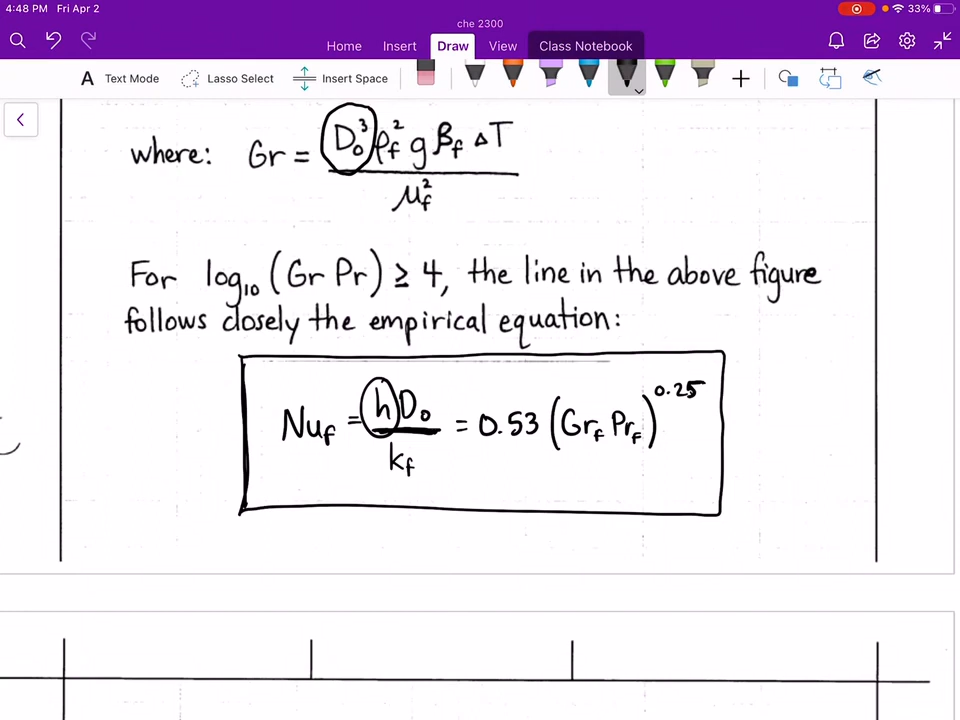 4:48 PM Fri Apr 2
33%
che 2300
Home Insert Draw View Class Notebook
A Text Mode Lasso Select Insert Space
where: Gr = D₀³ρf² g βf ΔT / μf²
For log₁₀ (Gr Pr) ≥ 4, the line in the above figure
follows closely the empirical equation:
Nuf = hD₀ / kf = 0.53 (Grf Prf)^0.25